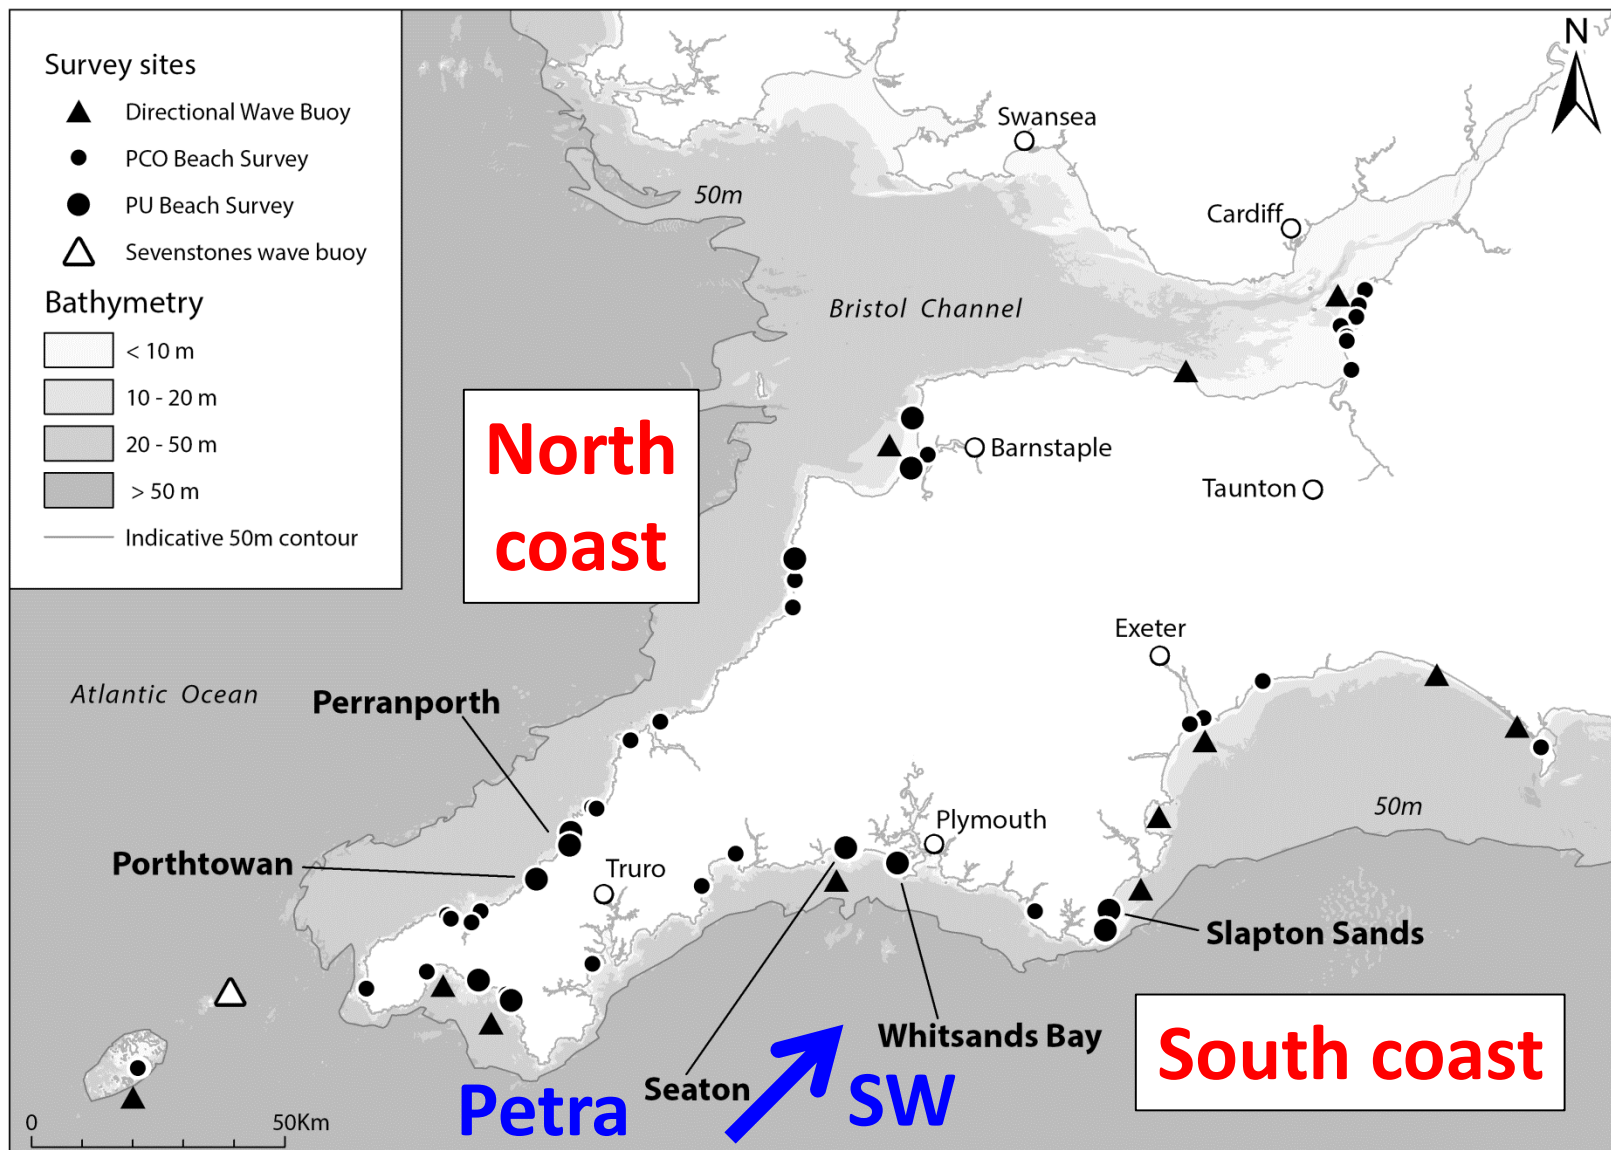 Survey sites
Directional Wave Buoy
PCO Beach Survey
PU Beach Survey
Sevenstones wave buoy
Bathymetry
< 10 m
10 - 20 m
20 - 50 m
> 50 m
Indicative 50m contour
N
Swansea
50m
Cardiff
Bristol Channel
North
coast
Barnstaple
Taunton
Exeter
Atlantic Ocean
Perranporth
50m
Plymouth
Porthtowan
Truro
Slapton Sands
Whitsands Bay
South coast
Seaton
Petra
SW
0
50Km